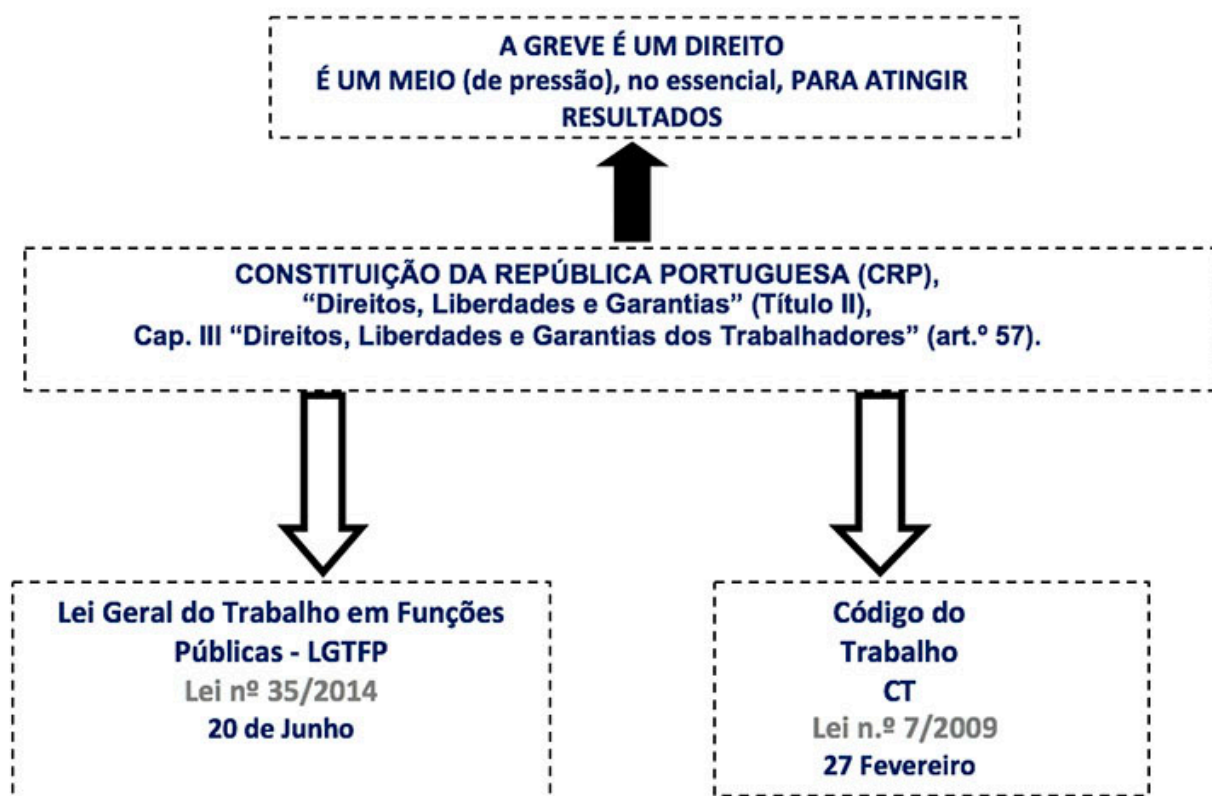 A GREVE É UM DIREITO
É UM MEIO (de pressão), no essencial, PARA ATINGIR
RESULTADOS
CONSTITUIÇÃO DA REPÚBLICA PORTUGUESA (CRP),
“Direitos, Liberdades e Garantias” (Título II),
Cap. III “Direitos, Liberdades e Garantias dos Trabalhadores” (art.º 57).
Lei Geral do Trabalho em Funções
Públicas - LGTFP
Lei nº 35/2014
20 de Junho
Código do
Trabalho
CT
Lei n.º 7/2009
27 Fevereiro